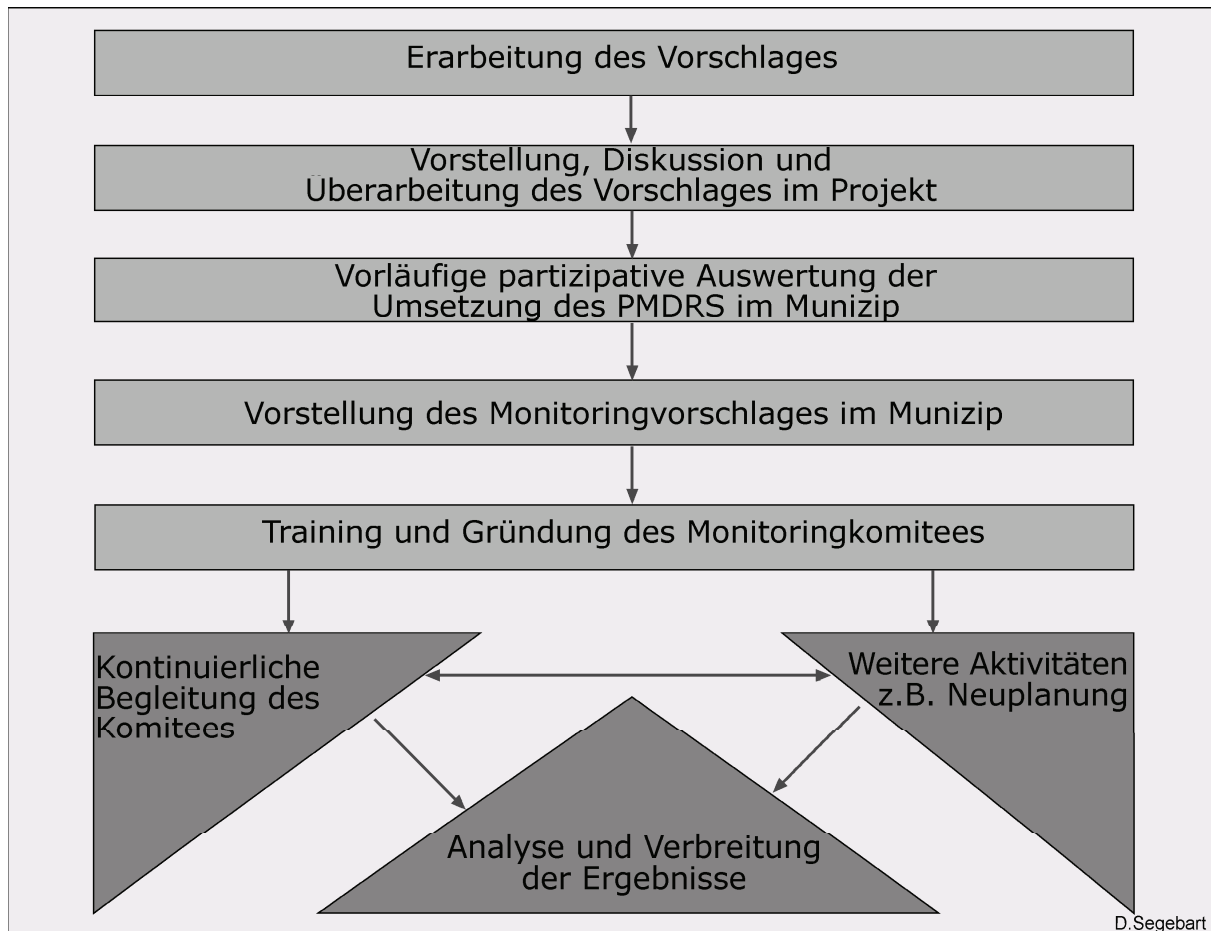 Erarbeitung des Vorschlages
Vorstellung, Diskussion und
Überarbeitung des Vorschlages im Projekt
Vorläufige partizipative Auswertung der
Umsetzung des PMDRS im Munizip
Vorstellung des Monitoringvorschlages im Munizip
Training und Gründung des Monitoringkomitees
Kontinuierliche
Begleitung des
Komitees
Weitere Aktivitäten
z.B. Neuplanung
Analyse und Verbreitung
der Ergebnisse
D.Segebart